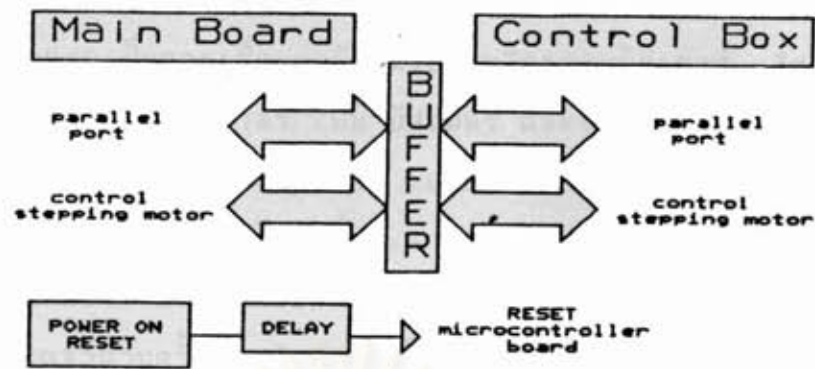 Main Board
Control Box
BUFFER
parallel
port
parallel
port
control
stepping motor
control
stepping motor
POWER ON
RESET
DELAY
RESET
microcontroller
board